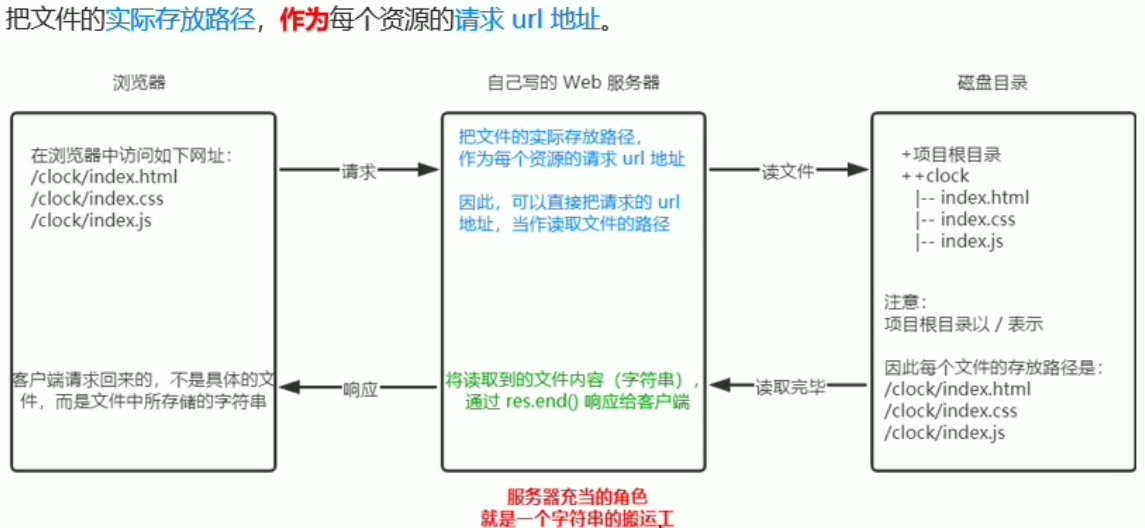 把文件的实际存放路径，作为每个资源的请求 url 地址。
浏览器
自己写的 Web 服务器
磁盘目录
在浏览器中访问如下网址：
/clock/index.html
/clock/index.css
/clock/index.js
客户端请求回来的，不是具体的文
件，而是文件中所存储的字符串
请求
响应
把文件的实际存放路径，
作为每个资源的请求 url 地址
因此，可以直接把请求的 url
地址，当作读取文件的路径
将读取到的文件内容（字符串），
通过 res.end() 响应给客户端
读文件
读取完毕
+项目根目录
++clock
|-- index.html
|-- index.css
|-- index.js
注意：
项目根目录以 / 表示
因此每个文件的存放路径是：
/clock/index.html
/clock/index.css
/clock/index.js
服务器充当的角色
就是一个字符串的搬运工